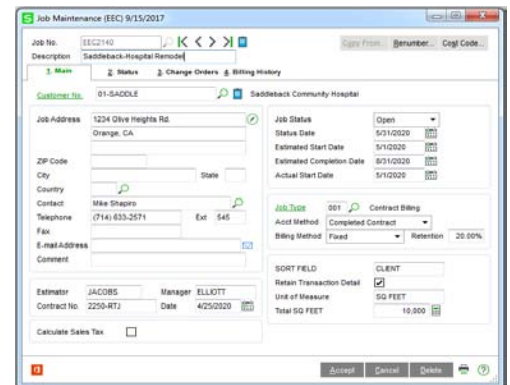 Job Maintenance (EEC) 9/15/2017
Job No. EEC2140 Copy From... Renumber... Cost Code...
Description Saddleback-Hospital Remodel
1. Main 2. Status 3. Change Orders 4. Billing History
Customer No. 01-SADDLE Saddleback Community Hospital
Job Address 1234 Olive Heights Rd.
Orange, CA
ZIP Code
City State
Country
Contact Mike Shapiro
Telephone (714) 633-2571 Ext 545
Fax
E-mail Address
Comment
Estimator JACOBS Manager ELLIOTT
Contract No. 2250-RTJ Date 4/25/2020
Calculate Sales Tax
Job Status Open
Status Date 5/31/2020
Estimated Start Date 5/1/2020
Estimated Completion Date 8/31/2020
Actual Start Date 5/1/2020
Job Type 001 Contract Billing
Acct Method Completed Contract
Billing Method Fixed Retention 20.00%
SORT FIELD CLIENT
Retain Transaction Detail
Unit of Measure SQ FEET
Total SQ FEET 10,000
Accept Cancel Delete